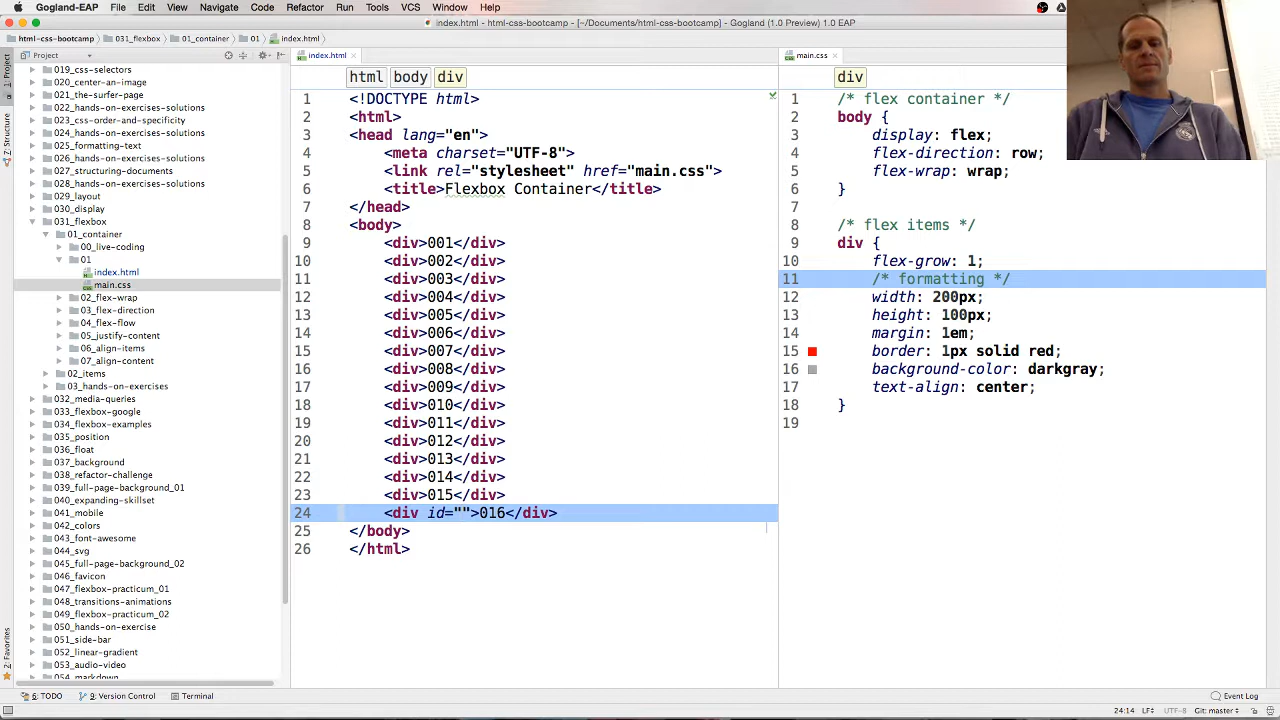 Gogland-EAP File Edit View Navigate Code Refactor Run Tools VCS Window Help
index.html - html-css-bootcamp - [~/Documents/html-css-bootcamp] - Gogland (1.0 Preview) 1.0 EAP
html-css-bootcamp 031_flexbox 01_container 01 index.html
Project
index.html
main.css
1: Project
Z: Structure
2: Favorites
019_css-selectors
020_center-an-image
021_the-surfer-page
022_hands-on-exercises-solutions
023_css-order-and-specificity
024_hands-on-exercises-solutions
025_formatting-text
026_hands-on-exercises-solutions
027_structuring-documents
028_hands-on-exercises-solutions
029_layout
030_display
031_flexbox
01_container
00_live-coding
01
index.html
main.css
02_flex-wrap
03_flex-direction
04_flex-flow
05_justify-content
06_align-items
07_align-content
02_items
03_hands-on-exercises
032_media-queries
033_flexbox-google
034_flexbox-examples
035_position
036_float
037_background
038_refactor-challenge
039_full-page-background_01
040_expanding-skillset
041_mobile
042_colors
043_font-awesome
044_svg
045_full-page-background_02
046_favicon
047_flexbox-practicum_01
048_transitions-animations
049_flexbox-practicum_02
050_hands-on-exercise
051_side-bar
052_linear-gradient
053_audio-video
054_markdown
html body div
1 <!DOCTYPE html>
2 <html>
3 <head lang="en">
4 <meta charset="UTF-8">
5 <link rel="stylesheet" href="main.css">
6 <title>Flexbox Container</title>
7 </head>
8 <body>
9 <div>001</div>
10 <div>002</div>
11 <div>003</div>
12 <div>004</div>
13 <div>005</div>
14 <div>006</div>
15 <div>007</div>
16 <div>008</div>
17 <div>009</div>
18 <div>010</div>
19 <div>011</div>
20 <div>012</div>
21 <div>013</div>
22 <div>014</div>
23 <div>015</div>
24 <div id="">016</div>
25 </body>
26 </html>
div
1 /* flex container */
2 body {
3 display: flex;
4 flex-direction: row;
5 flex-wrap: wrap;
6 }
7
8 /* flex items */
9 div {
10 flex-grow: 1;
11 /* formatting */
12 width: 200px;
13 height: 100px;
14 margin: 1em;
15 border: 1px solid red;
16 background-color: darkgray;
17 text-align: center;
18 }
19
6: TODO 9: Version Control Terminal Event Log
24:14 LF UTF-8 Git: master